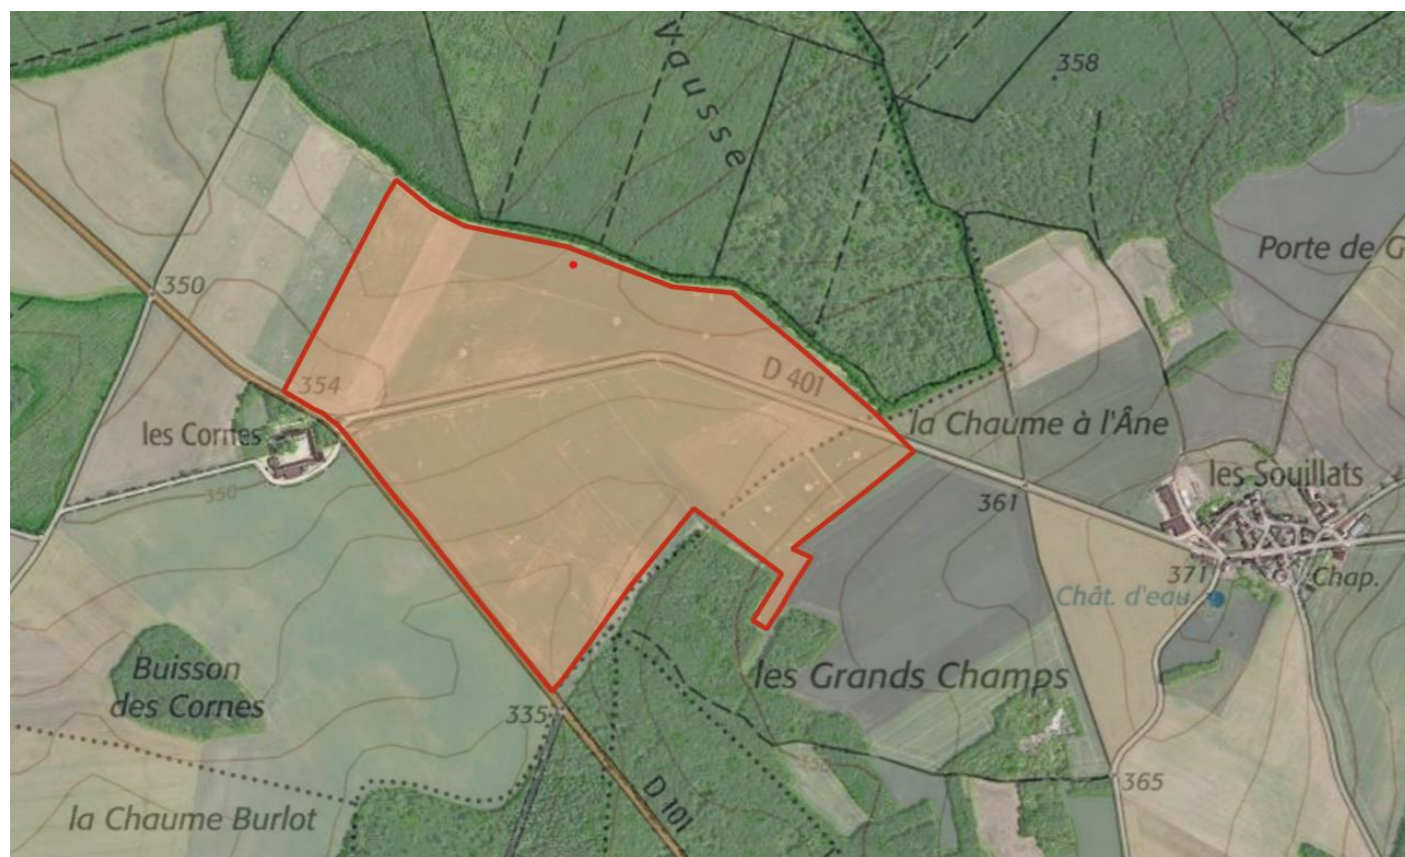 Vausse
358
Porte de G
350
D 401
354
la Chaume à l'Âne
les Cornes
les Souillats
350
361
371
Chap.
Chât. d'eau
Buisson
des Cornes
les Grands Champs
335
365
D 101
la Chaume Burlot